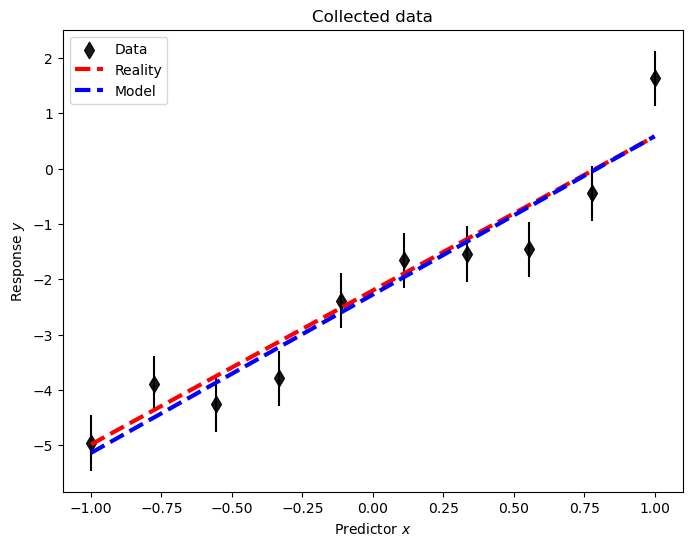 Collected data
Data
Reality
Model
Response y
2
1
0
−1
−2
−3
−4
−5
−1.00 −0.75 −0.50 −0.25 0.00 0.25 0.50 0.75 1.00
Predictor x